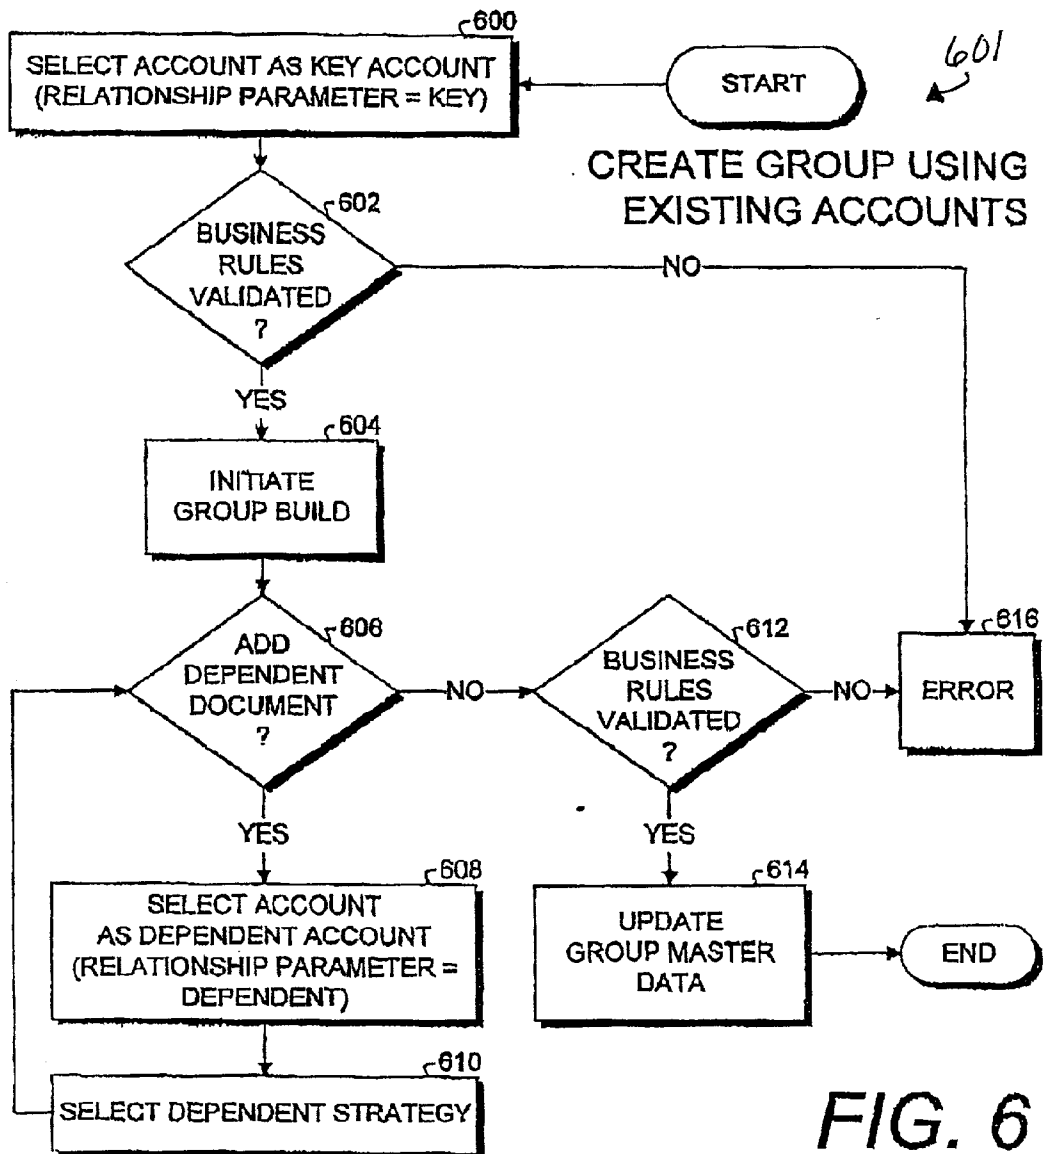 600
SELECT ACCOUNT AS KEY ACCOUNT
(RELATIONSHIP PARAMETER = KEY)
START
601
CREATE GROUP USING
EXISTING ACCOUNTS
602
BUSINESS
RULES
VALIDATED
?
NO
YES
604
INITIATE
GROUP BUILD
606
ADD
DEPENDENT
DOCUMENT
?
NO
612
BUSINESS
RULES
VALIDATED
?
NO
616
ERROR
YES
YES
608
SELECT ACCOUNT
AS DEPENDENT ACCOUNT
(RELATIONSHIP PARAMETER =
DEPENDENT)
614
UPDATE
GROUP MASTER
DATA
END
610
SELECT DEPENDENT STRATEGY
FIG. 6